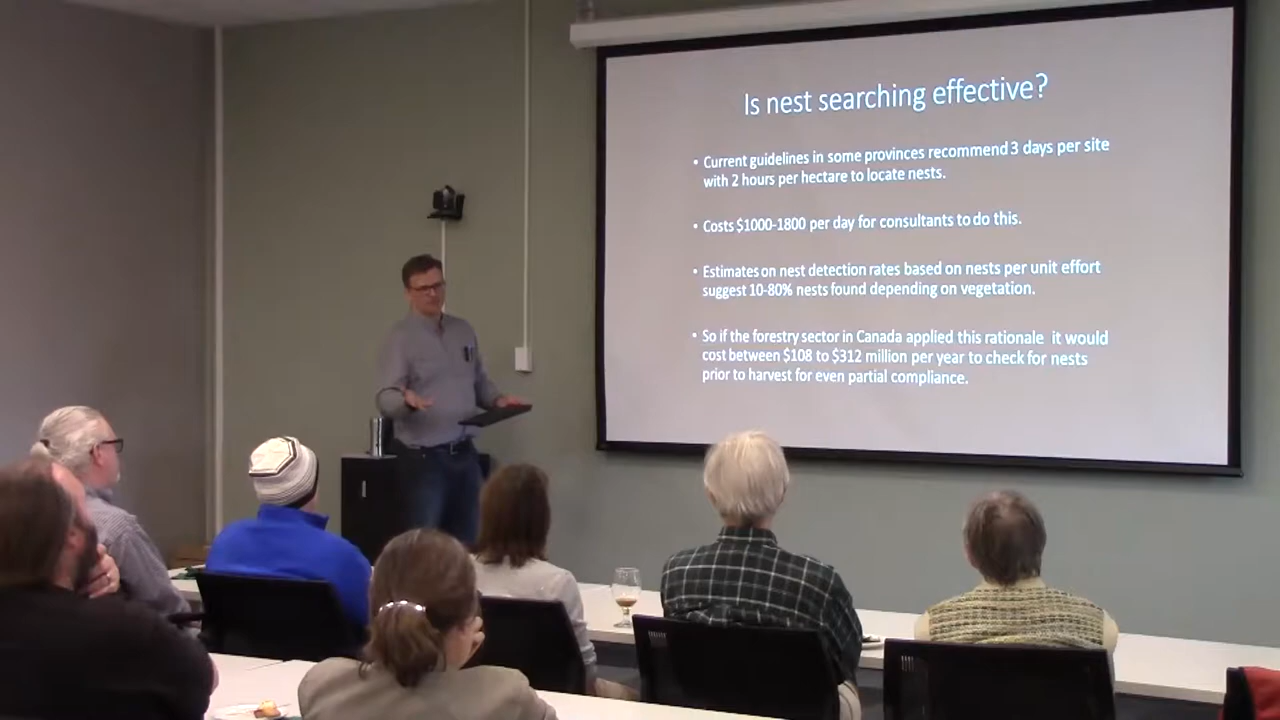 Is nest searching effective?
• Current guidelines in some provinces recommend 3 days per site
with 2 hours per hectare to locate nests.
• Costs $1000-1800 per day for consultants to do this.
• Estimates on nest detection rates based on nests per unit effort
suggest 10-80% nests found depending on vegetation.
• So if the forestry sector in Canada applied this rationale it would
cost between $108 to $312 million per year to check for nests
prior to harvest for even partial compliance.